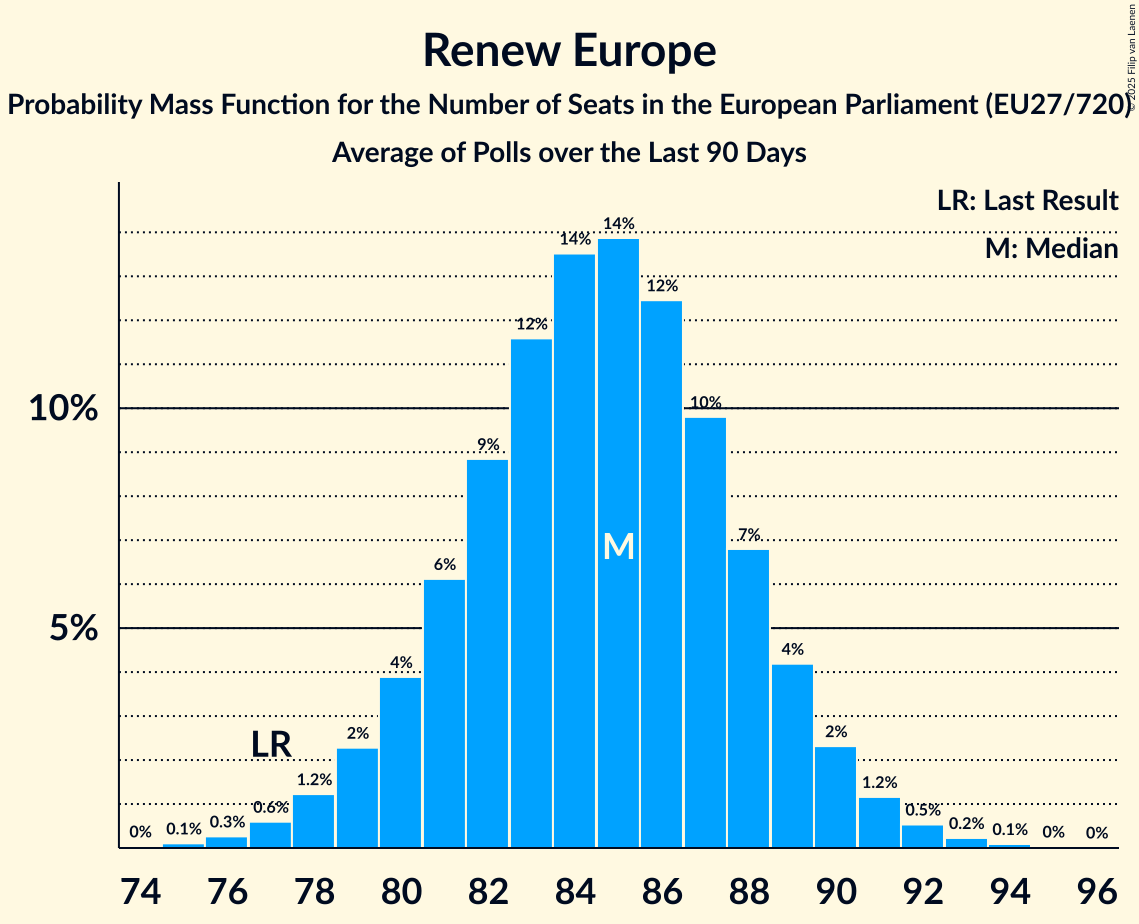 Renew Europe
Probability Mass Function for the Number of Seats in the European Parliament (EU27/720)
Average of Polls over the Last 90 Days
© 2025 Filip van Laenen
LR: Last Result
M: Median
10%
5%
0%
0.1%
0.3%
0.6%
1.2%
2%
4%
6%
9%
12%
14%
14%
12%
10%
7%
4%
2%
1.2%
0.5%
0.2%
0.1%
0%
0%
LR
M
74 76 78 80 82 84 86 88 90 92 94 96